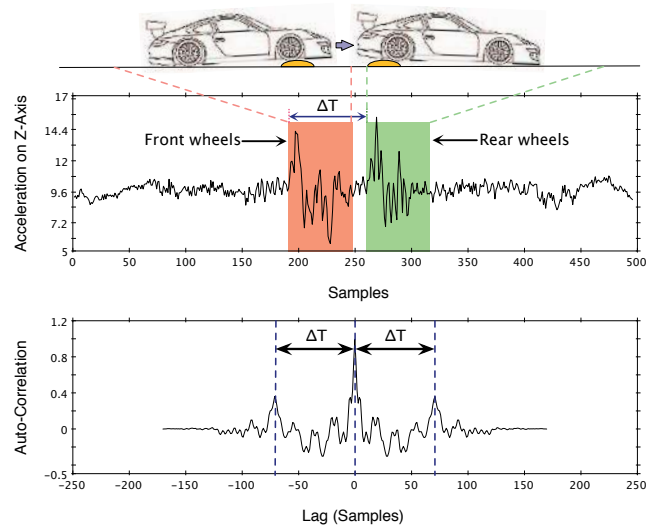 17
ΔT
14.4
Front wheels
Rear wheels
12
9.6
7.2
5
Acceleration on Z-Axis
0 50 100 150 200 250 300 350 400 450 500
Samples
1.2
ΔT ΔT
0.8
0.4
0
−0.5
Auto-Correlation
−250 −200 −150 −100 −50 0 50 100 150 200 250
Lag (Samples)